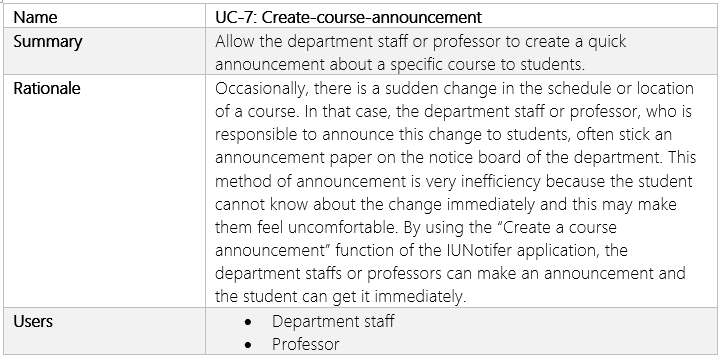 Name UC-7: Create-course-announcement
Summary Allow the department staff or professor to create a quick
announcement about a specific course to students.
Rationale Occasionally, there is a sudden change in the schedule or location
of a course. In that case, the department staff or professor, who is
responsible to announce this change to students, often stick an
announcement paper on the notice board of the department. This
method of announcement is very inefficiency because the student
cannot know about the change immediately and this may make
them feel uncomfortable. By using the “Create a course
announcement” function of the IUNotifer application, the
department staffs or professors can make an announcement and
the student can get it immediately.
Users • Department staff
• Professor